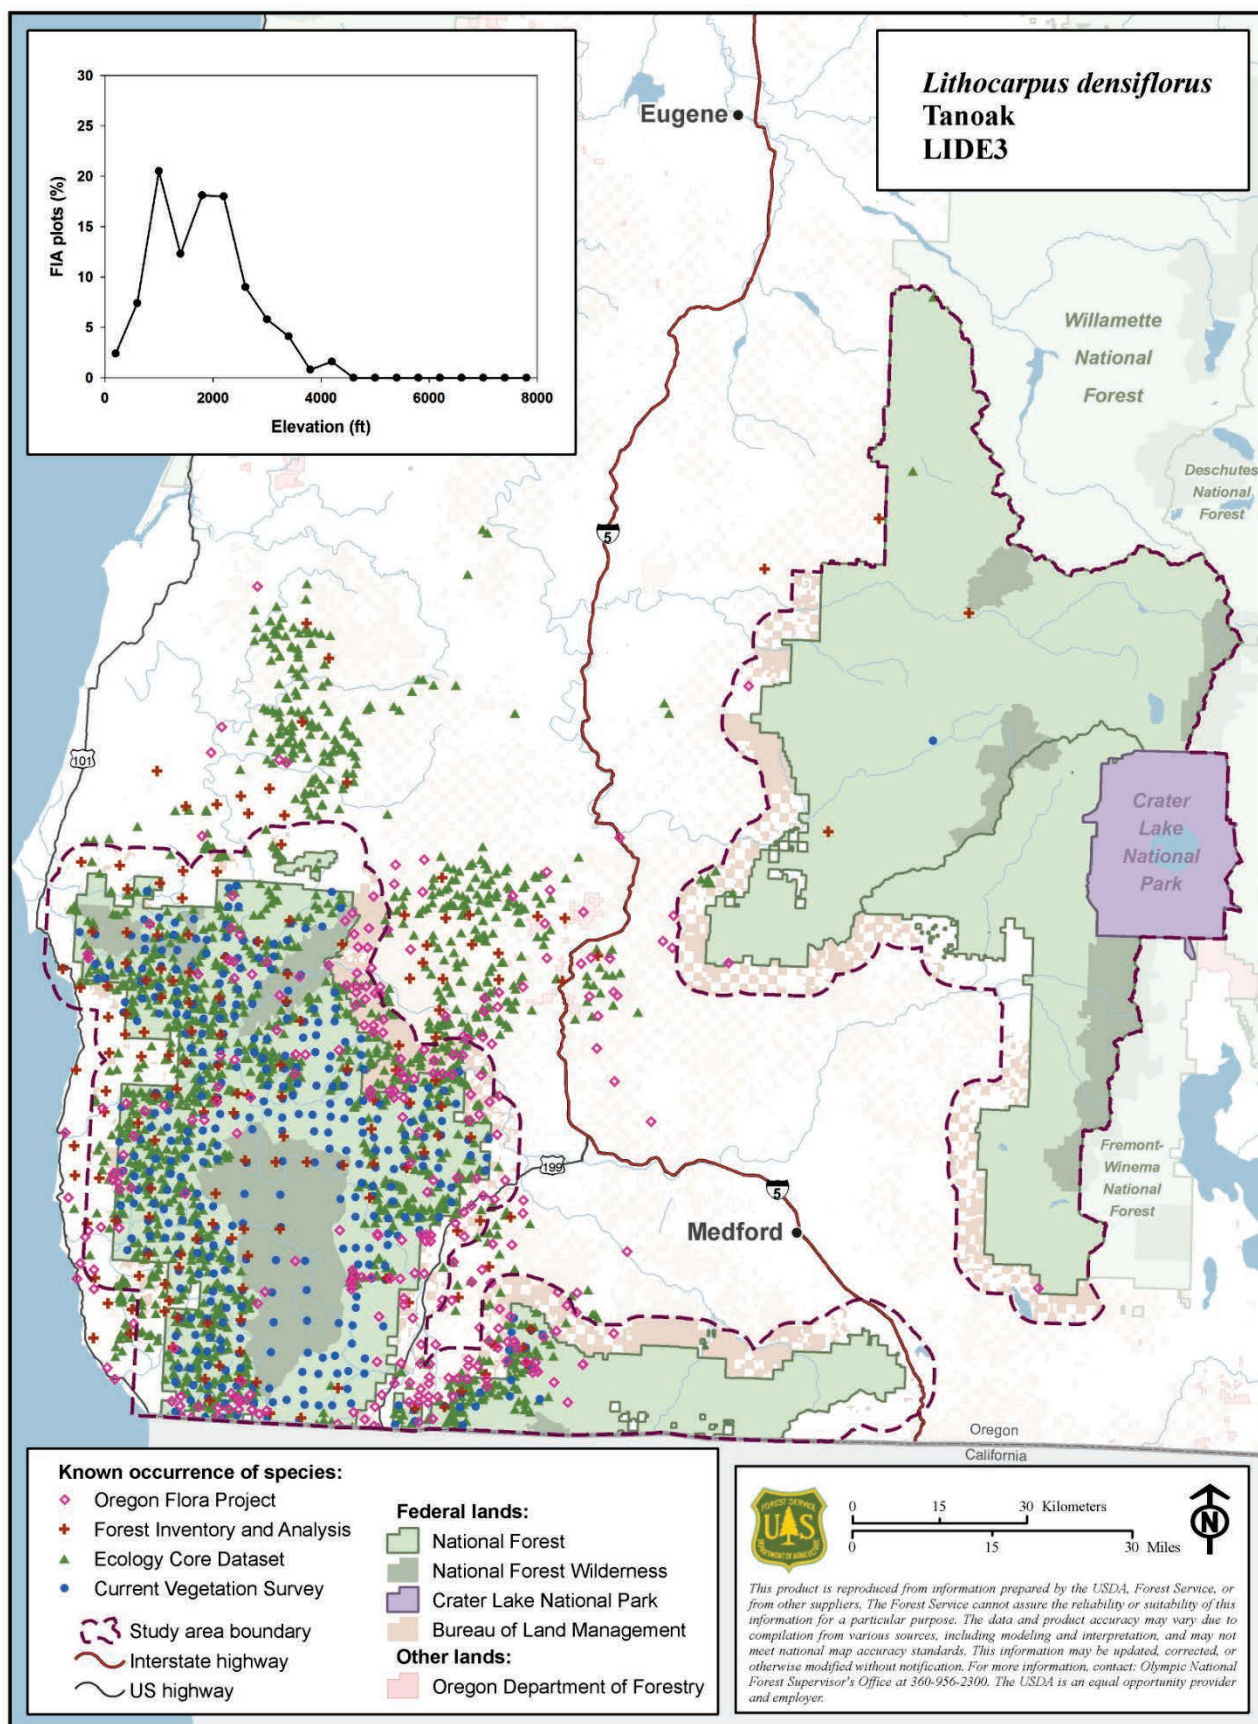 Lithocarpus densiflorus
Tanoak
LIDE3
30
25
20
15
10
5
0
FIA plots (%)
0
2000
4000
6000
8000
Elevation (ft)
Eugene
Willamette
National
Forest
Deschutes
National
Forest
5
101
Crater
Lake
National
Park
199
Fremont-
Winema
National
Forest
5
Medford
Oregon
California
Known occurrence of species:
Oregon Flora Project
Forest Inventory and Analysis
Ecology Core Dataset
Current Vegetation Survey
Study area boundary
Interstate highway
US highway
Federal lands:
National Forest
National Forest Wilderness
Crater Lake National Park
Bureau of Land Management
Other lands:
Oregon Department of Forestry
FOREST SERVICE
U S
DEPARTMENT OF AGRICULTURE
0 15 30 Kilometers
0 15 30 Miles
N
This product is reproduced from information prepared by the USDA, Forest Service, or
from other suppliers. The Forest Service cannot assure the reliability or suitability of this
information for a particular purpose. The data and product accuracy may vary due to
compilation from various sources, including modeling and interpretation, and may not
meet national map accuracy standards. This information may be updated, corrected, or
otherwise modified without notification. For more information, contact: Olympic National
Forest Supervisor's Office at 360-956-2300. The USDA is an equal opportunity provider
and employer.